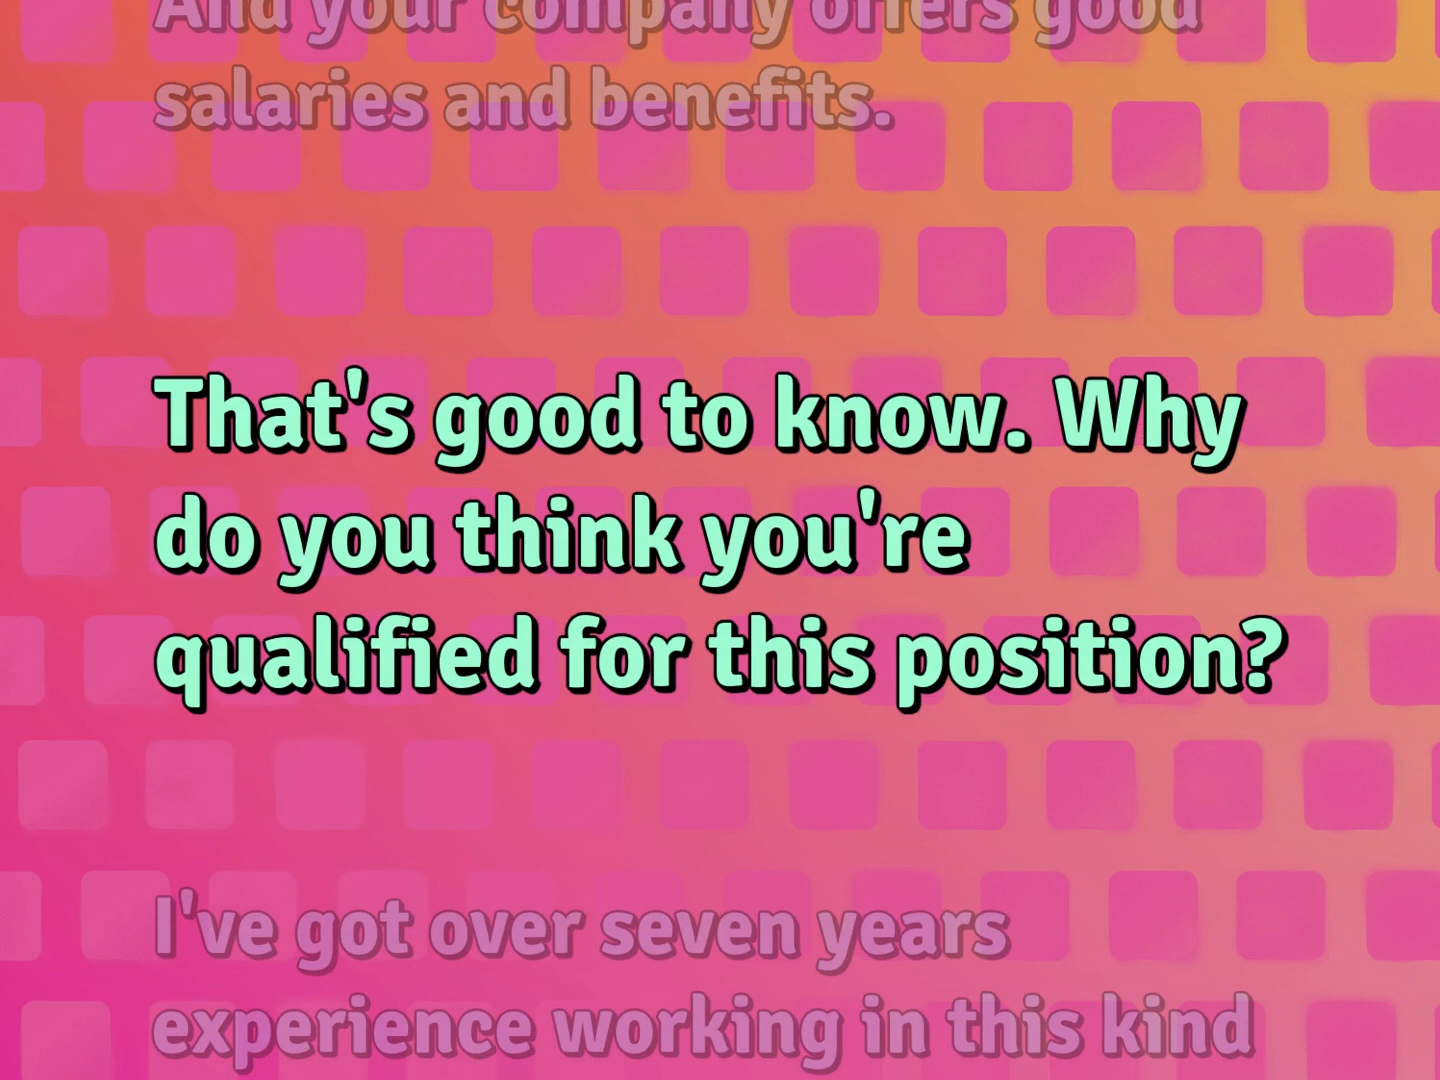 And your company offers good
salaries and benefits.
That's good to know. Why
do you think you're
qualified for this position?
I've got over seven years
experience working in this kind